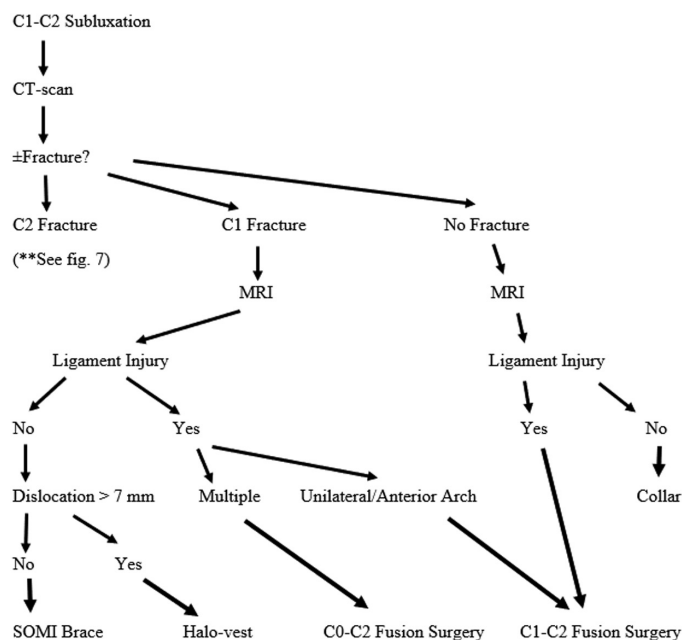 C1-C2 Subluxation
CT-scan
±Fracture?
C2 Fracture
C1 Fracture
No Fracture
(**See fig. 7)
MRI
MRI
Ligament Injury
Ligament Injury
No
Yes
Yes
No
Dislocation > 7 mm
Multiple
Unilateral/Anterior Arch
Collar
No
Yes
SOMI Brace
Halo-vest
C0-C2 Fusion Surgery
C1-C2 Fusion Surgery